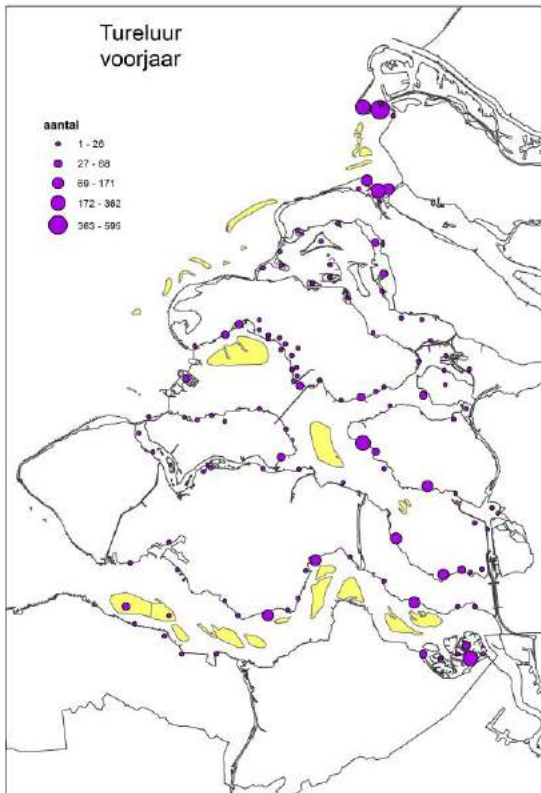 Tureluur
voorjaar
aantal
1 - 26
27 - 68
69 - 171
172 - 362
363 - 595